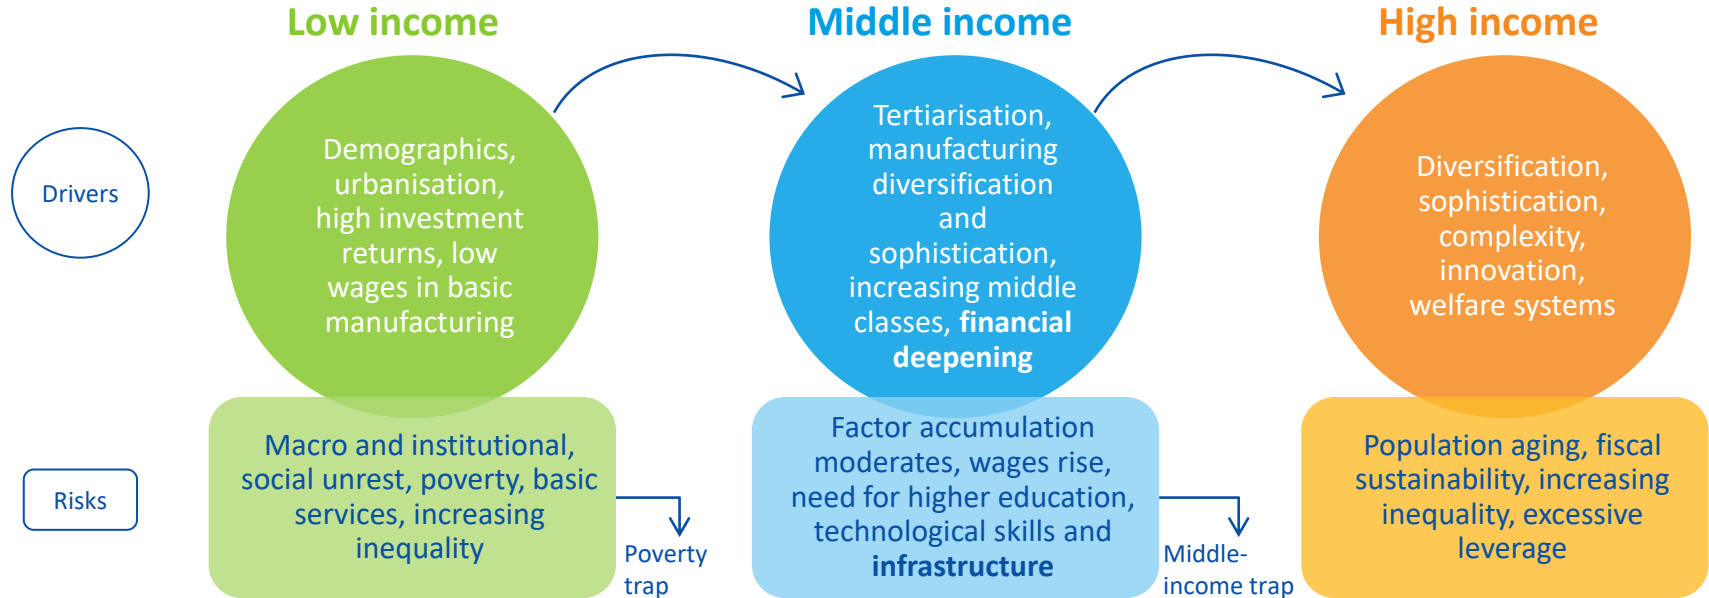 Low income
Middle income
High income
Drivers
Demographics,
urbanisation,
high investment
returns, low
wages in basic
manufacturing
Tertiarisation,
manufacturing
diversification
and
sophistication,
increasing middle
classes, financial
deepening
Diversification,
sophistication,
complexity,
innovation,
welfare systems
Risks
Macro and institutional,
social unrest, poverty, basic
services, increasing
inequality
Poverty
trap
Factor accumulation
moderates, wages rise,
need for higher education,
technological skills and
infrastructure
Middle-
income trap
Population aging, fiscal
sustainability, increasing
inequality, excessive
leverage